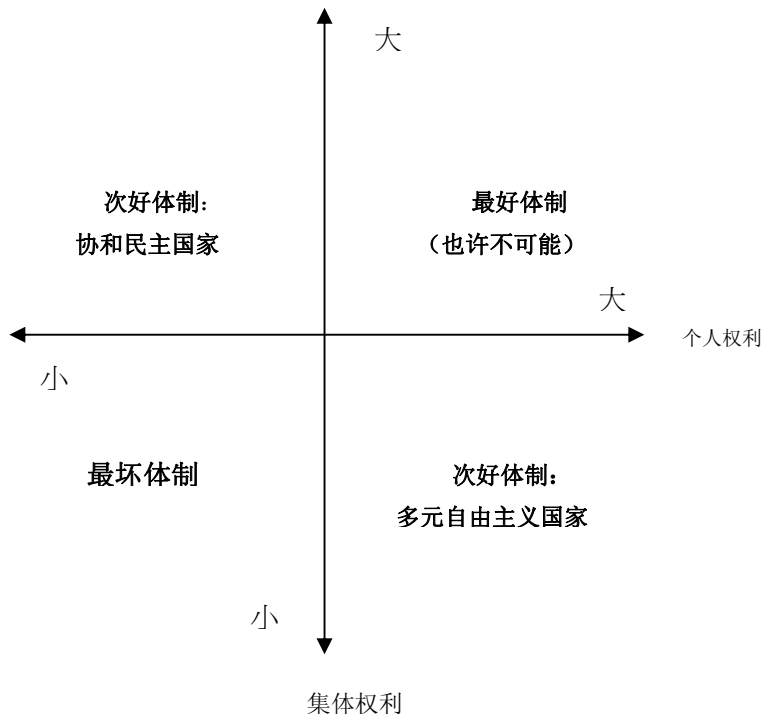 大
次好体制：
协和民主国家
最好体制
（也许不可能）
大
个人权利
小
最坏体制
次好体制：
多元自由主义国家
小
集体权利